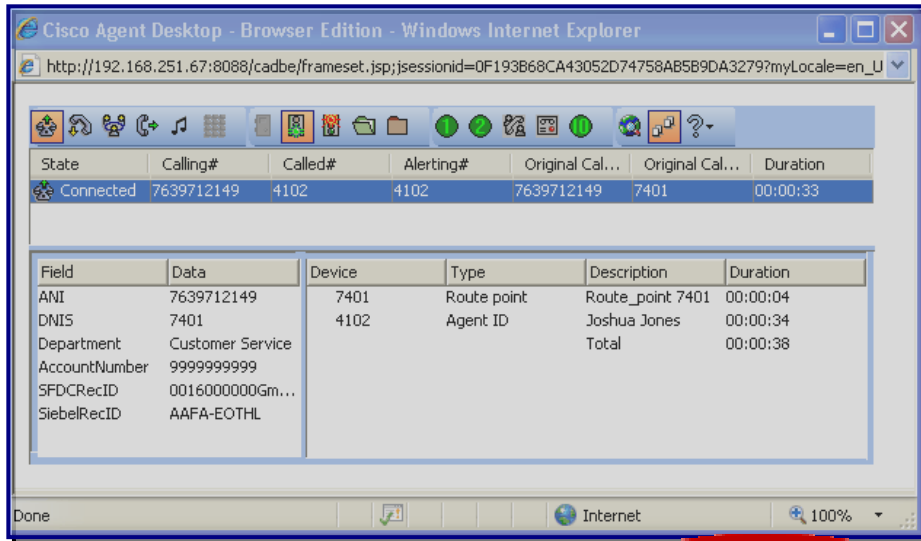 Cisco Agent Desktop - Browser Edition - Windows Internet Explorer
http://192.168.251.67:8088/cadbe/frameset.jsp;jsessionid=0F193B68CA43052D74758AB5B9DA3279?myLocale=en_U
State Calling# Called# Alerting# Original Cal... Original Cal... Duration
Connected 7639712149 4102 4102 7639712149 7401 00:00:33
Field Data Device Type Description Duration
ANI 7639712149 7401 Route point Route_point 7401 00:00:04
DNIS 7401 4102 Agent ID Joshua Jones 00:00:34
Department Customer Service Total 00:00:38
AccountNumber 9999999999
SFDCRecID 0016000000Gm...
SiebelRecID AAFA-EOTHL
Done Internet 100%